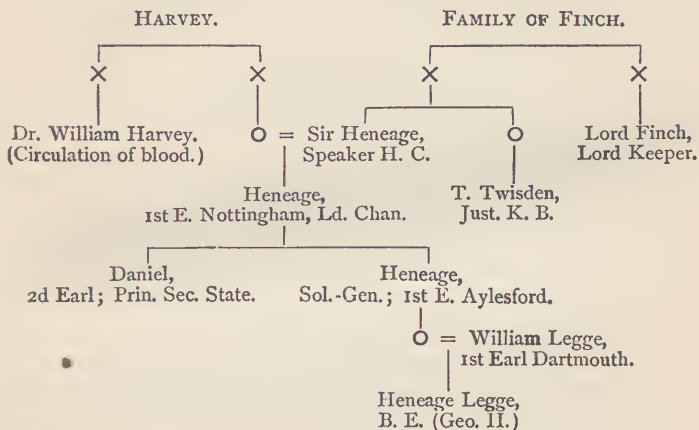 HARVEY.
FAMILY OF FINCH.
Dr. William Harvey.
(Circulation of blood.)
O = Sir Heneage,
Speaker H. C.
O
Lord Finch,
Lord Keeper.
Heneage,
1st E. Nottingham, Ld. Chan.
T. Twisden,
Just. K. B.
Daniel,
2d Earl; Prin. Sec. State.
Heneage,
Sol.-Gen.; 1st E. Aylesford.
O = William Legge,
1st Earl Dartmouth.
Heneage Legge,
B. E. (Geo. II.)